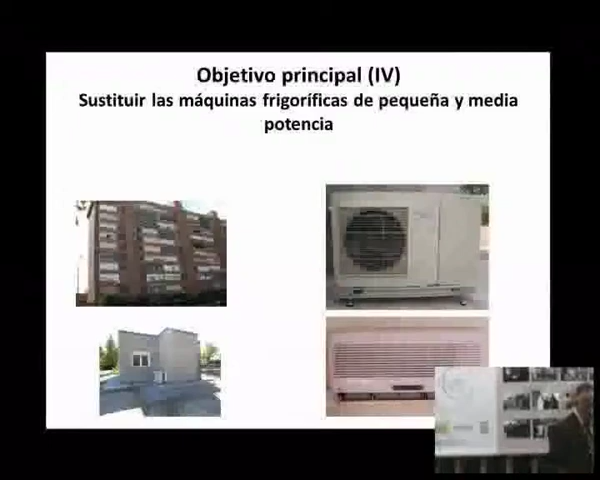 Objetivo principal (IV)
Sustituir las máquinas frigoríficas de pequeña y media
potencia